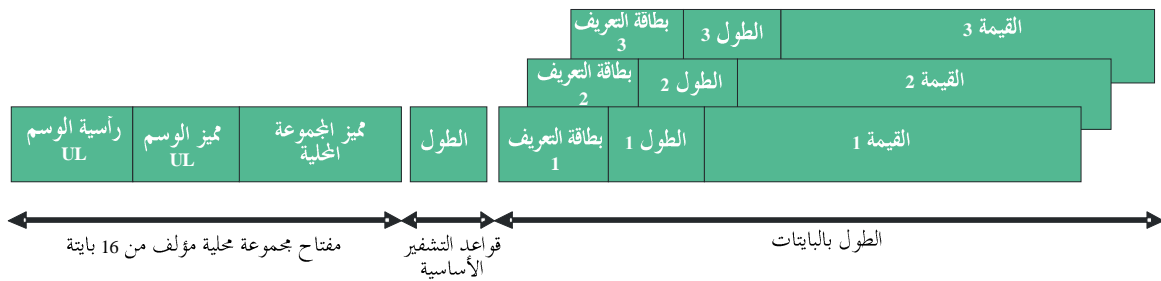 بطاقة التعريف
3
الطول 3
القيمة 3
بطاقة التعريف
2
الطول 2
القيمة 2
رأسية الوسم
UL
مميز الوسم
UL
مميز المجموعة
المحلية
الطول
بطاقة التعريف
1
الطول 1
القيمة 1
مفتاح مجموعة محلية مؤلف من 16 بايتة
قواعد التشفير
الأساسية
الطول بالبايتات